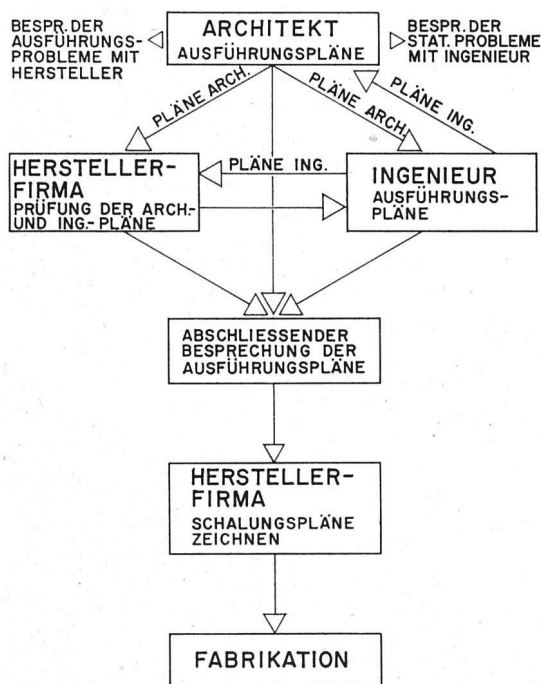 BESPR. DER
AUSFÜHRUNGS-
PROBLEME MIT
HERSTELLER
ARCHITEKT
AUSFÜHRUNGSPLÄNE
BESPR. DER
STAT. PROBLEME
MIT INGENIEUR
PLÄNE ARCH.
PLÄNE ARCH.
PLÄNE ING.
HERSTELLER-
FIRMA
PRÜFUNG DER ARCH.-
UND ING.-PLÄNE
PLÄNE ING.
INGENIEUR
AUSFÜHRUNGS-
PLÄNE
ABSCHLIESSENDER
BESPRECHUNG DER
AUSFÜHRUNGSPLÄNE
HERSTELLER-
FIRMA
SCHALUNGSPLÄNE
ZEICHNEN
FABRIKATION